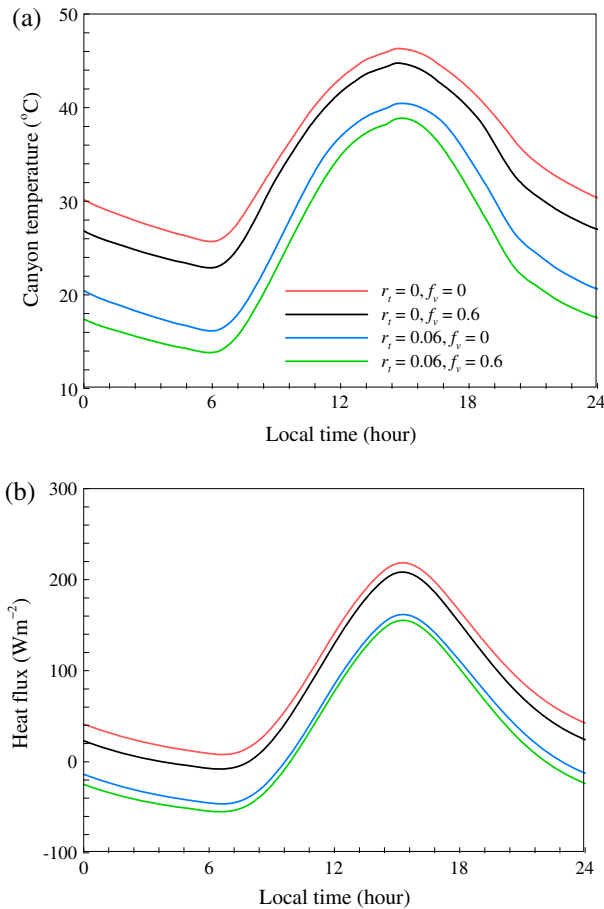 (a)
50
40
30
20
10
Canyon temperature (°C)
r_t = 0, f_v = 0
r_t = 0, f_v = 0.6
r_t = 0.06, f_v = 0
r_t = 0.06, f_v = 0.6
0 6 12 18 24
Local time (hour)
(b)
300
200
100
0
-100
Heat flux (Wm⁻²)
0 6 12 18 24
Local time (hour)